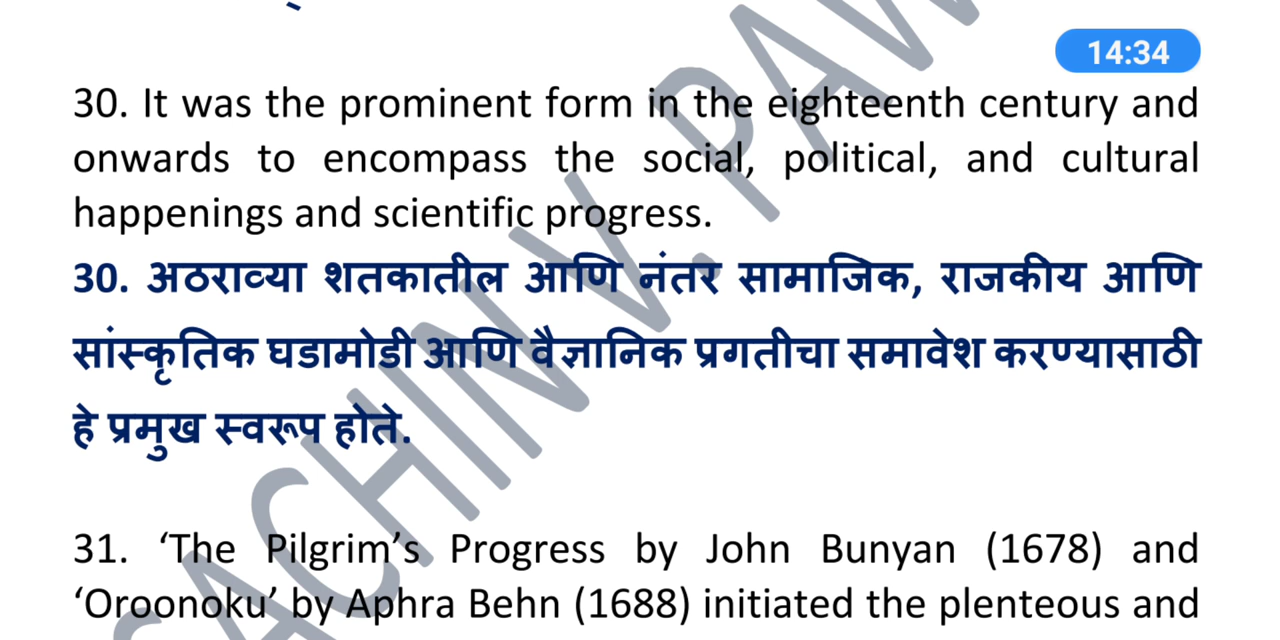 14:34
30. It was the prominent form in the eighteenth century and
onwards to encompass the social, political, and cultural
happenings and scientific progress.
30. अठराव्या शतकातील आणि नंतर सामाजिक, राजकीय आणि
सांस्कृतिक घडामोडी आणि वैज्ञानिक प्रगतीचा समावेश करण्यासाठी
हे प्रमुख स्वरूप होते.
31. ‘The Pilgrim’s Progress by John Bunyan (1678) and
‘Oroonoku’ by Aphra Behn (1688) initiated the plenteous and
SACHIN V.